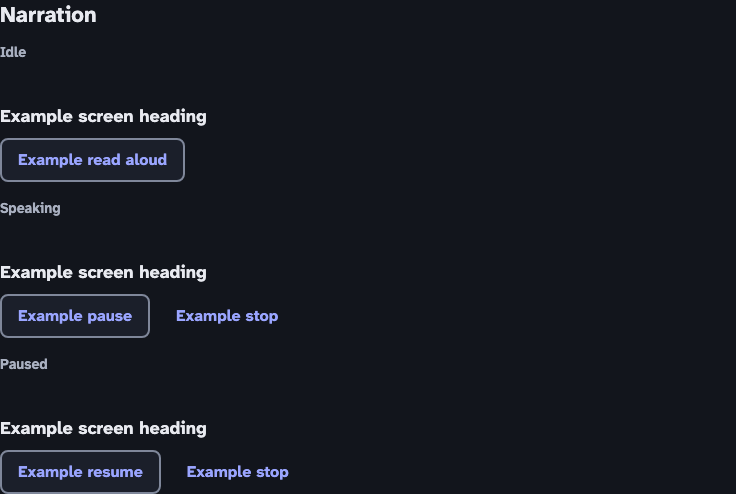 Narration
Idle
Example screen heading
Example read aloud
Speaking
Example screen heading
Example pause Example stop
Paused
Example screen heading
Example resume Example stop